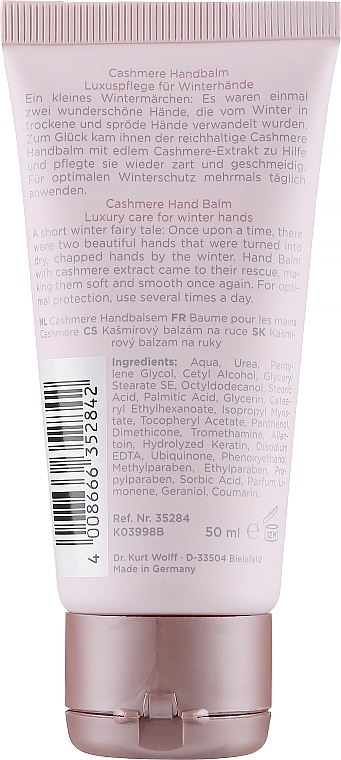 Cashmere Handbalm
Luxuspflege für Winterhände
Ein kleines Wintermärchen: Es waren einmal
zwei wunderschöne Hände, die vom Winter in
trockene und spröde Hände verwandelt wurden.
Zum Glück kam ihnen der reichhaltige Cashmere
Handbalm mit edlem Cashmere-Extrakt zu Hilfe
und pflegte sie wieder zart und geschmeidig.
Für optimalen Winterschutz mehrmals täglich
anwenden.
Cashmere Hand Balm
Luxury care for winter hands
A short winter fairy tale: Once upon a time, there
were two beautiful hands that were turned into
dry, chapped hands by the winter. Hand Balm
with cashmere extract came to their rescue, mak-
ing them soft and smooth once again. For opti-
mal protection, use several times a day.
NL Cashmere Handbalsem FR Baume pour les mains
Cashmere CS Kašmírový balzám na ruce SK Kašmí-
rový balzam na ruky
Ingredients: Aqua, Urea, Penty-
lene Glycol, Cetyl Alcohol, Glyceryl
Stearate SE, Octyldodecanol, Stearic
Acid, Palmitic Acid, Glycerin, Cetear-
eyl Ethylhexanoate, Isopropyl Myris-
tate, Tocopheryl Acetate, Panthenol,
Dimethicone, Tromethamine, Allan-
toin, Hydrolyzed Keratin, Disodium
EDTA, Ubiquinone, Phenoxyethanol,
Methylparaben, Ethylparaben, Pro-
pylparaben, Sorbic Acid, Parfum, Li-
monene, Geraniol, Coumarin.
4 008666 352842
Ref. Nr. 35284
K03998B
50 ml e
12 M
Dr. Kurt Wolff · D-33504 Bielefeld
Made in Germany